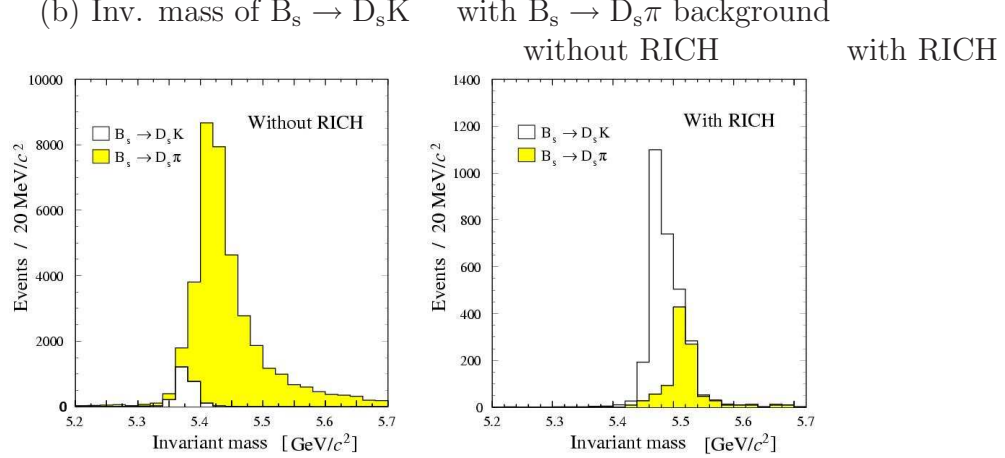 (b) Inv. mass of Bs → DsK with Bs → Dsπ background
without RICH with RICH
10000
8000
6000
4000
2000
0
Events / 20 MeV/c²
Without RICH
Bs → DsK
Bs → Dsπ
5.2 5.3 5.4 5.5 5.6 5.7
Invariant mass [GeV/c²]
1400
1200
1000
800
600
400
200
0
Events / 20 MeV/c²
With RICH
Bs → DsK
Bs → Dsπ
5.2 5.3 5.4 5.5 5.6 5.7
Invariant mass [GeV/c²]